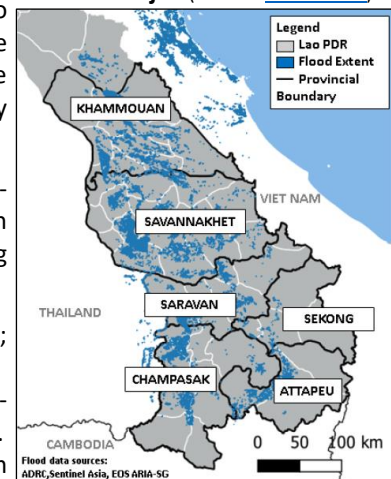 Legend
Lao PDR
Flood Extent
Provincial
Boundary
KHAMMOUAN
VIET NAM
SAVANNAKHET
THAILAND
SARAVAN
SEKONG
CHAMPASAK
ATTAPEU
CAMBODIA
0 50 100 km
Flood data sources:
ADRC,Sentinel Asia, EOS ARIA-SG